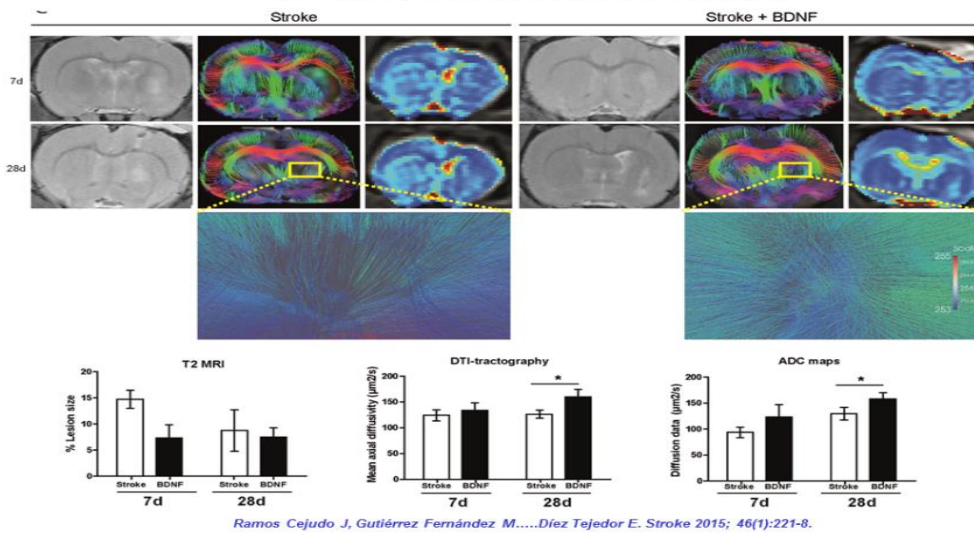 Stroke
Stroke + BDNF
7d
28d
255
253
T2 MRI
% Lesion size
20
15
10
5
0
Stroke BDNF Stroke BDNF
7d 28d
DTI-tractography
Mean axial diffusivity (µm2/s)
200
150
100
50
0
*
Stroke BDNF Stroke BDNF
7d 28d
ADC maps
Diffusion data (µm2/s)
200
150
100
50
0
*
Stroke BDNF Stroke BDNF
7d 28d
Ramos Cejudo J, Gutiérrez Fernández M.....Díez Tejedor E. Stroke 2015; 46(1):221-8.